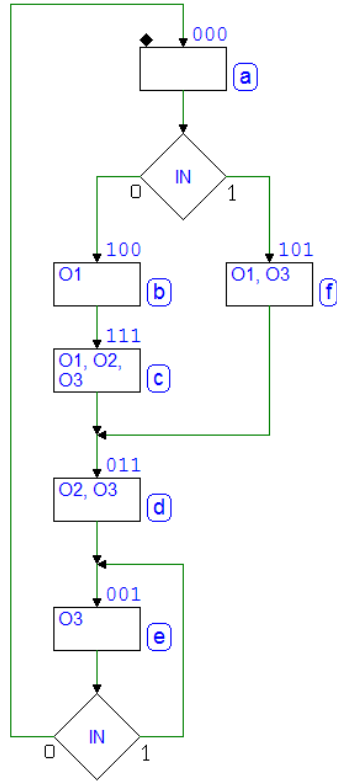 000
a
IN
0 1
100
O1
b
101
O1, O3
f
111
O1, O2,
O3
c
011
O2, O3
d
001
O3
e
IN
0 1